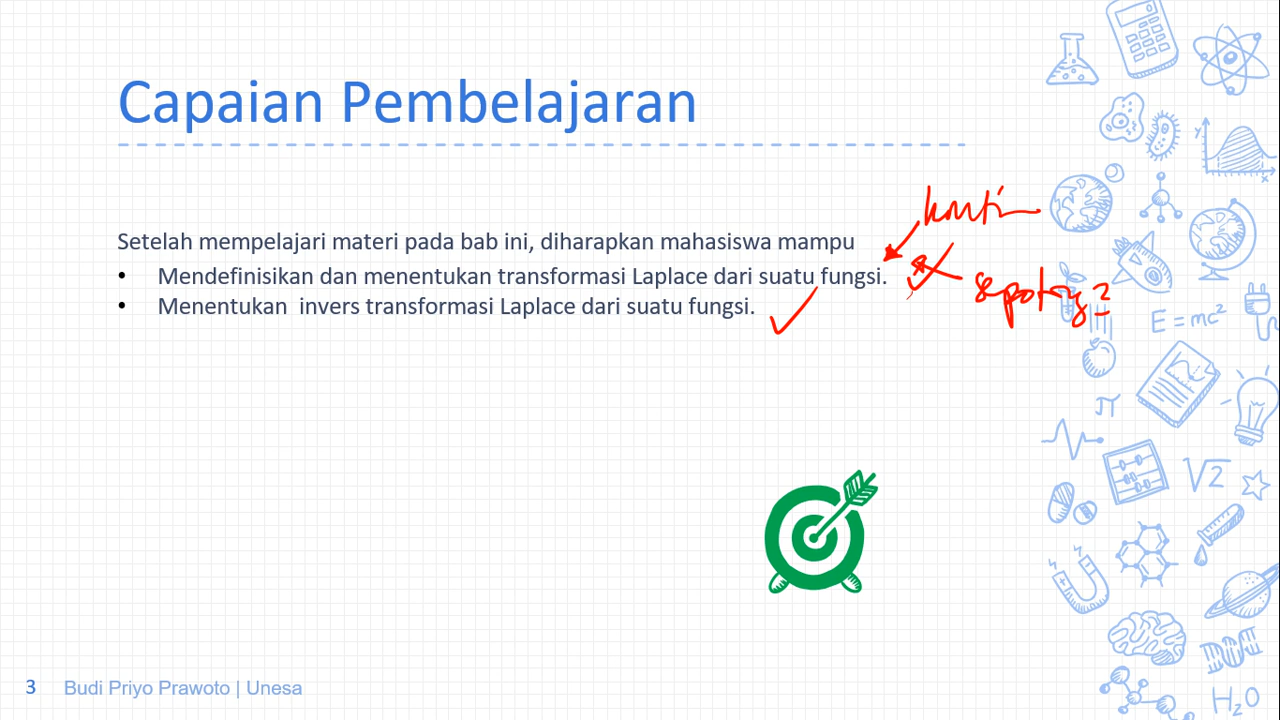 Capaian Pembelajaran
Setelah mempelajari materi pada bab ini, diharapkan mahasiswa mampu
• Mendefinisikan dan menentukan transformasi Laplace dari suatu fungsi.
• Menentukan invers transformasi Laplace dari suatu fungsi.
Y
X
E = mc²
π
√2
H₂O
3 Budi Priyo Prawoto | Unesa